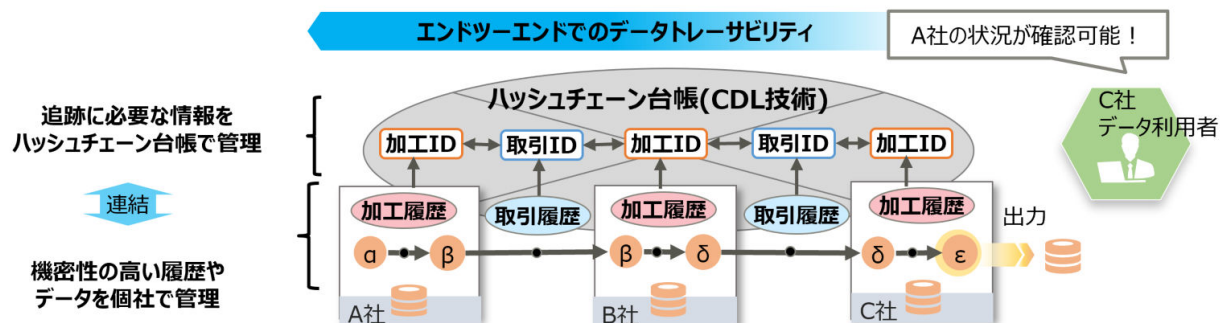 エンドツーエンドでのデータトレーサビリティ
A社の状況が確認可能！
ハッシュチェーン台帳(CDL技術)
追跡に必要な情報を
ハッシュチェーン台帳で管理
C社
データ利用者
加工ID
取引ID
加工ID
取引ID
加工ID
連結
加工履歴
取引履歴
加工履歴
取引履歴
加工履歴
出力
α
β
β
δ
δ
ε
機密性の高い履歴や
データを個社で管理
A社
B社
C社